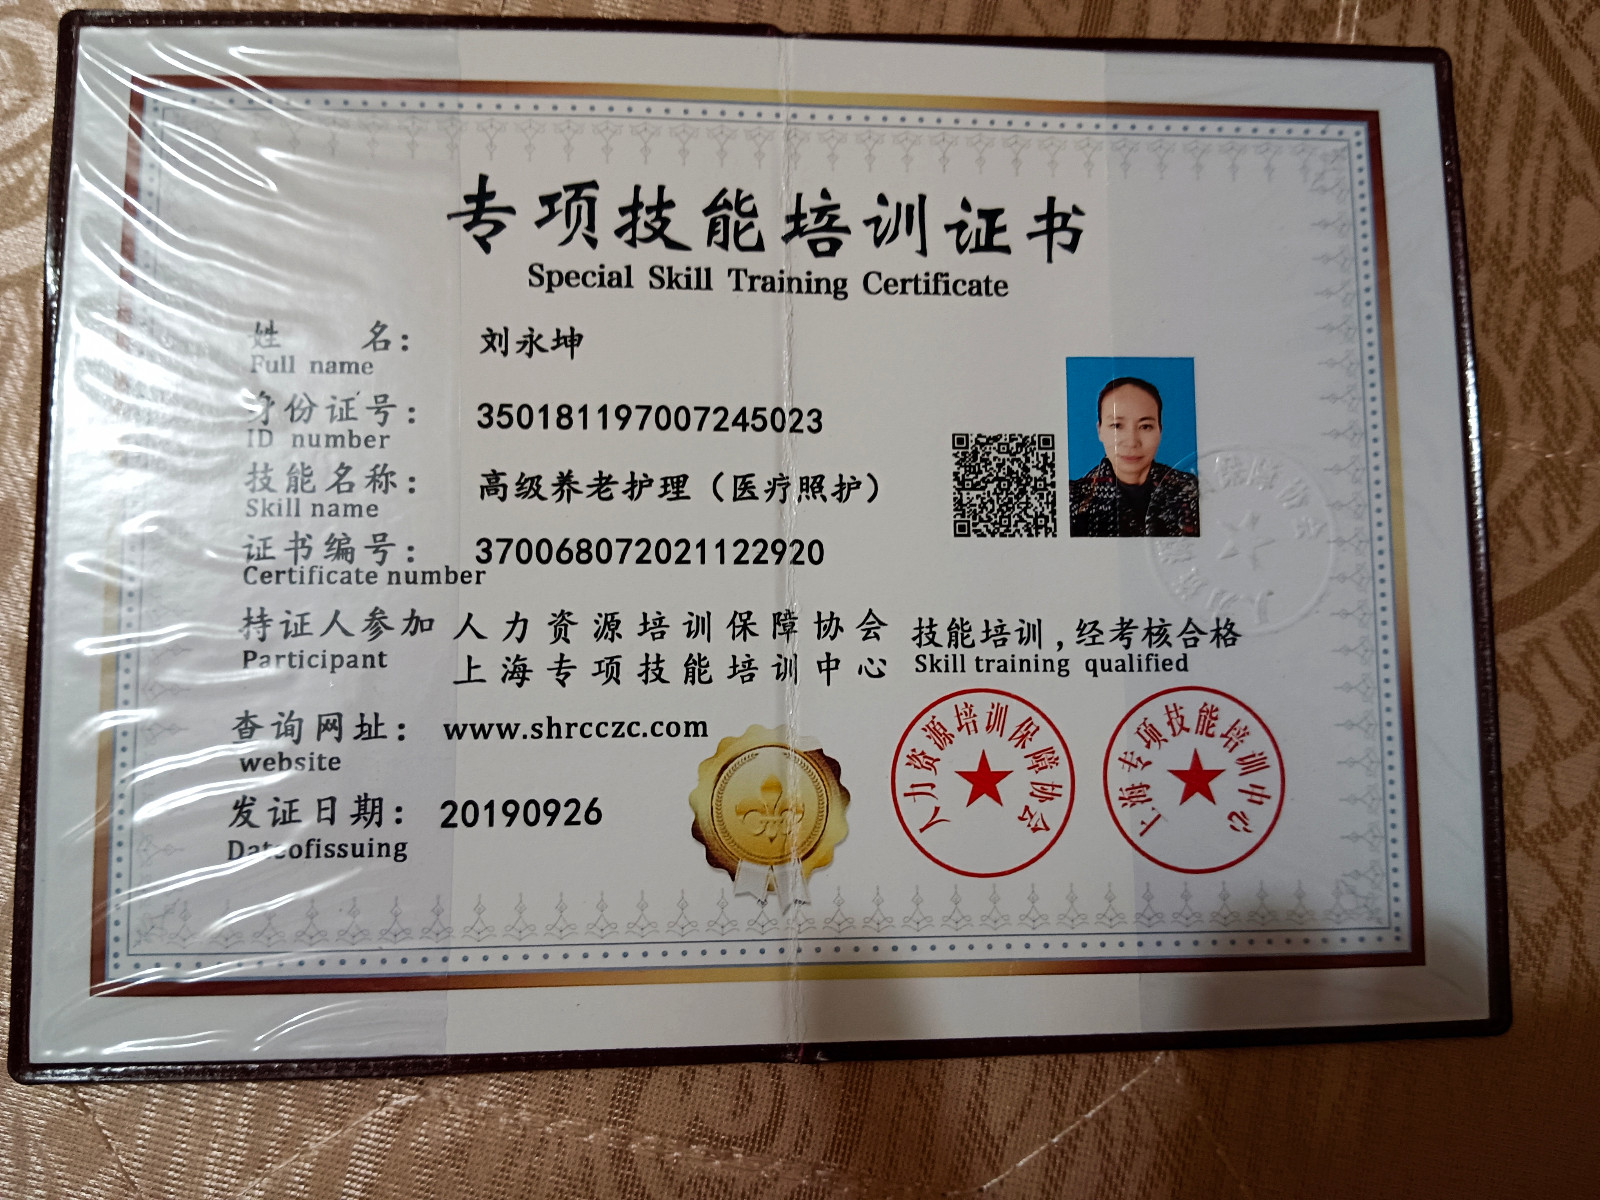 专项技能培训证书
Special Skill Training Certificate
姓 名： 刘永坤
Full name
身份证号： 350181197007245023
ID number
技能名称： 高级养老护理（医疗照护）
Skill name
证书编号： 370068072021122920
Certificate number
持证人参加 人力资源培训保障协会 技能培训，经考核合格
Participant 上海专项技能培训中心 Skill training qualified
查询网址： www.shrcczc.com
website
发证日期： 20190926
Dateofissuing
人力资源培训保障协会
上海专项技能培训中心